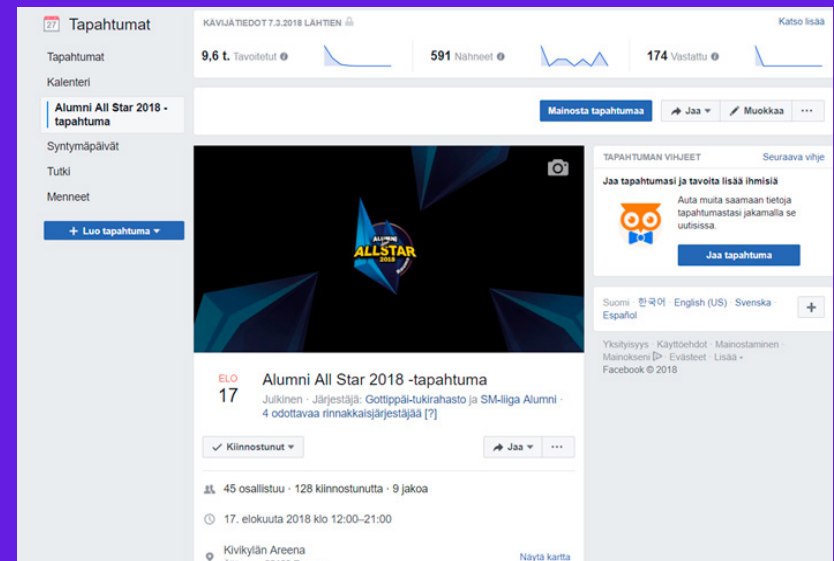 27 Tapahtumat
Tapahtumat
Kalenteri
Alumni All Star 2018 -
tapahtuma
Syntymäpäivät
Tutki
Menneet
+ Luo tapahtuma
KÄVIJÄTIEDOT 7.3.2018 LÄHTIEN
Katso lisää
9,6 t. Tavoitetut
591 Nähneet
174 Vastattu
Mainosta tapahtumaa
Jaa
Muokkaa
ALUMNI
ALLSTAR
2018
ELO
17
Alumni All Star 2018 -tapahtuma
Julkinen · Järjestäjä: Gottippäi-tukirahasto ja SM-liiga Alumni ·
4 odottavaa rinnakkaisjärjestäjää [?]
Kiinnostunut
Jaa
45 osallistuu · 128 kiinnostunutta · 9 jakoa
17. elokuuta 2018 klo 12:00–21:00
Kivikylän Areena
Näytä kartta
TAPAHTUMAN VIHJEET
Seuraava vihje
Jaa tapahtumasi ja tavoita lisää ihmisiä
Auta muita saamaan tietoja
tapahtumastasi jakamalla se
uutisissa.
Jaa tapahtuma
Suomi · 한국어 · English (US) · Svenska ·
Español
+
Yksityisyys · Käyttöehdot · Mainostaminen ·
Mainokseni · Evästeet · Lisää
Facebook © 2018